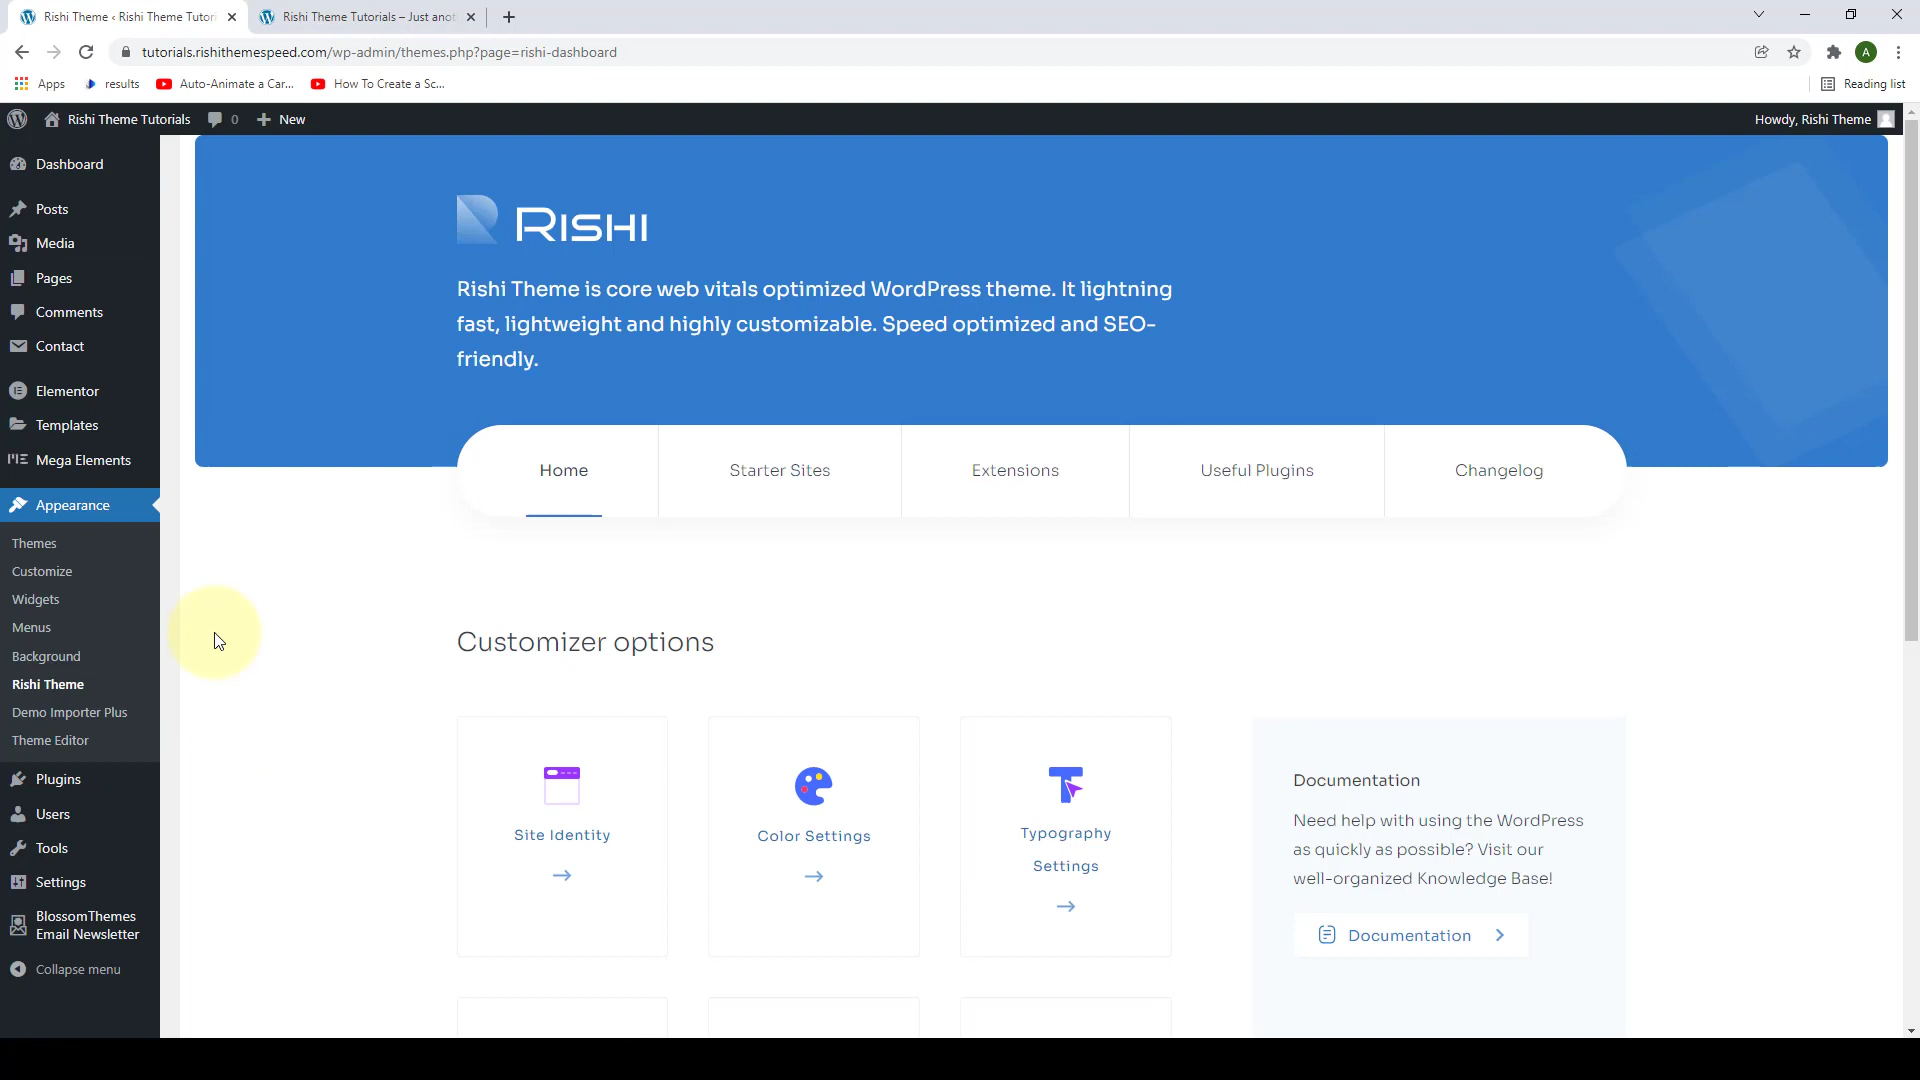 Rishi Theme ‹ Rishi Theme Tutor
Rishi Theme Tutorials – Just anot
tutorials.rishithemespeed.com/wp-admin/themes.php?page=rishi-dashboard
A
Apps
results
Auto-Animate a Car...
How To Create a Sc...
Reading list
Rishi Theme Tutorials
0
New
Howdy, Rishi Theme
Dashboard
Posts
Media
Pages
Comments
Contact
Elementor
Templates
Mega Elements
Appearance
Themes
Customize
Widgets
Menus
Background
Rishi Theme
Demo Importer Plus
Theme Editor
Plugins
Users
Tools
Settings
BlossomThemes
Email Newsletter
Collapse menu
RISHI
Rishi Theme is core web vitals optimized WordPress theme. It lightning
fast, lightweight and highly customizable. Speed optimized and SEO-
friendly.
Home
Starter Sites
Extensions
Useful Plugins
Changelog
Customizer options
Site Identity
Color Settings
Typography
Settings
Documentation
Need help with using the WordPress
as quickly as possible? Visit our
well-organized Knowledge Base!
Documentation